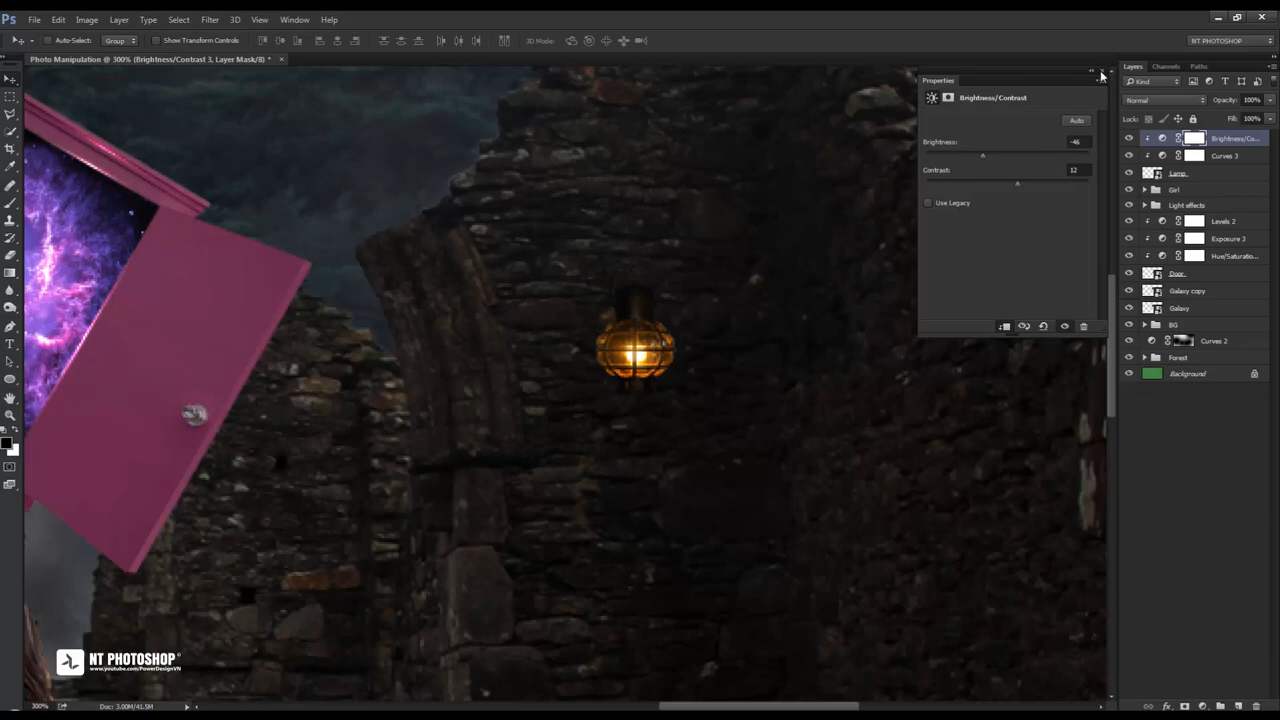 Ps File Edit Image Layer Type Select Filter 3D View Window Help
Auto-Select: Group Show Transform Controls 3D Mode: NT PHOTOSHOP
Photo Manipulation @ 300% (Brightness/Contrast 3, Layer Mask/8) * ×
Properties
Brightness/Contrast
Auto
Brightness: -46
Contrast: 12
Use Legacy
Layers Channels Paths
Kind
Normal Opacity: 100%
Lock: Fill: 100%
Brightness/Co...
Curves 3
Lamp
Girl
Light effects
Levels 2
Exposure 3
Hue/Saturatio...
Door
Galaxy copy
Galaxy
BG
Curves 2
Forest
Background
NT PHOTOSHOP
www.youtube.com/PowerDesignVN
300% Doc: 3.00M/41.5M